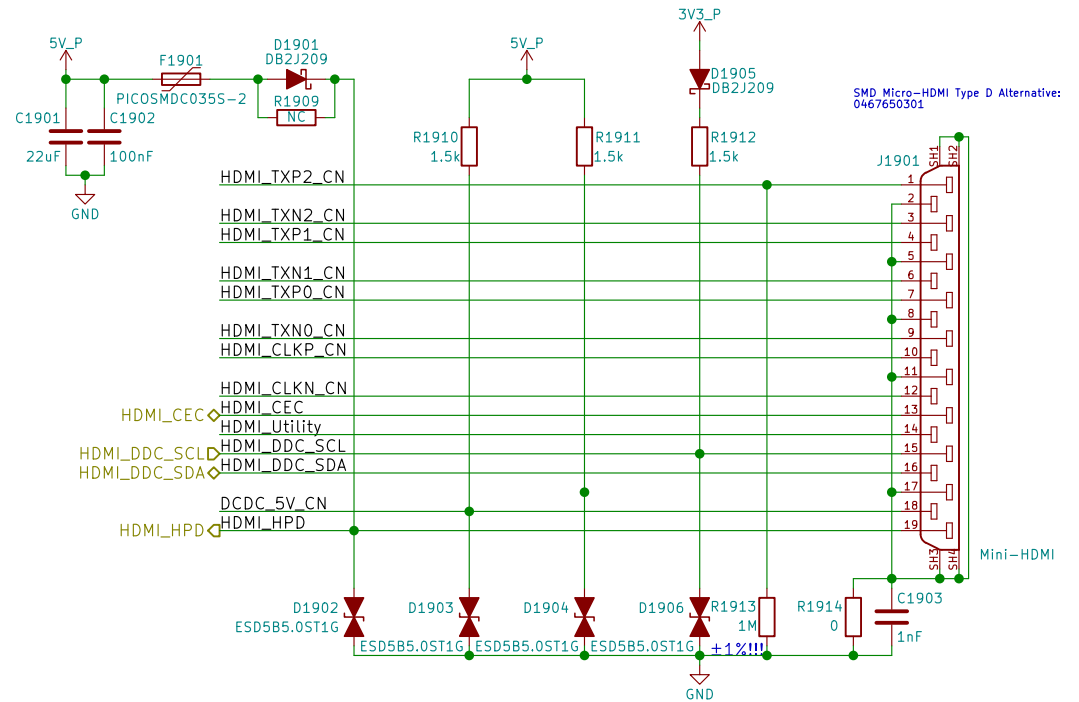 3V3_P
5V_P
F1901
PICOSMDC035S-2
D1901
DB2J209
R1909
NC
5V_P
D1905
DB2J209
SMD Micro-HDMI Type D Alternative:
0467650301
C1901
22uF
C1902
100nF
GND
R1910
1.5k
R1911
1.5k
R1912
1.5k
J1901
SH1
SH2
HDMI_TXP2_CN
1
2
HDMI_TXN2_CN
3
HDMI_TXP1_CN
4
5
HDMI_TXN1_CN
6
HDMI_TXP0_CN
7
8
HDMI_TXN0_CN
9
HDMI_CLKP_CN
10
11
HDMI_CLKN_CN
12
HDMI_CEC
HDMI_CEC
13
HDMI_Utility
14
HDMI_DDC_SCL
HDMI_DDC_SCL
15
HDMI_DDC_SDA
HDMI_DDC_SDA
16
17
DCDC_5V_CN
18
HDMI_HPD
HDMI_HPD
19
SH3
SH4
Mini-HDMI
D1902
ESD5B5.0ST1G
D1903
ESD5B5.0ST1G
D1904
ESD5B5.0ST1G
D1906
ESD5B5.0ST1G
R1913
1M
±1%!!!
R1914
0
C1903
1nF
GND